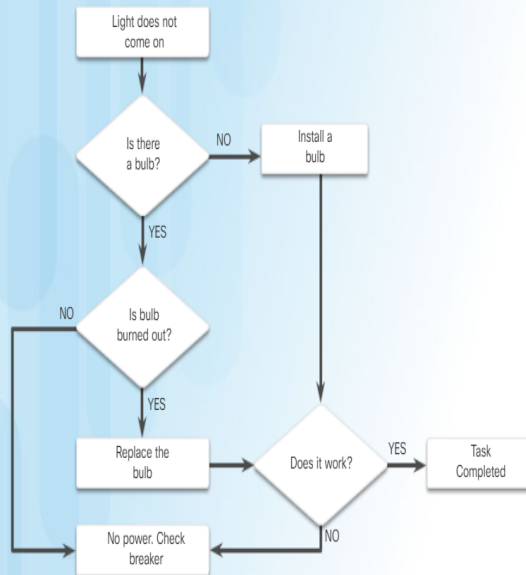 Light does not
come on
Is there
a bulb?
NO
Install a
bulb
YES
Is bulb
burned out?
NO
YES
Replace the
bulb
Does it work?
YES
Task
Completed
NO
No power. Check
breaker